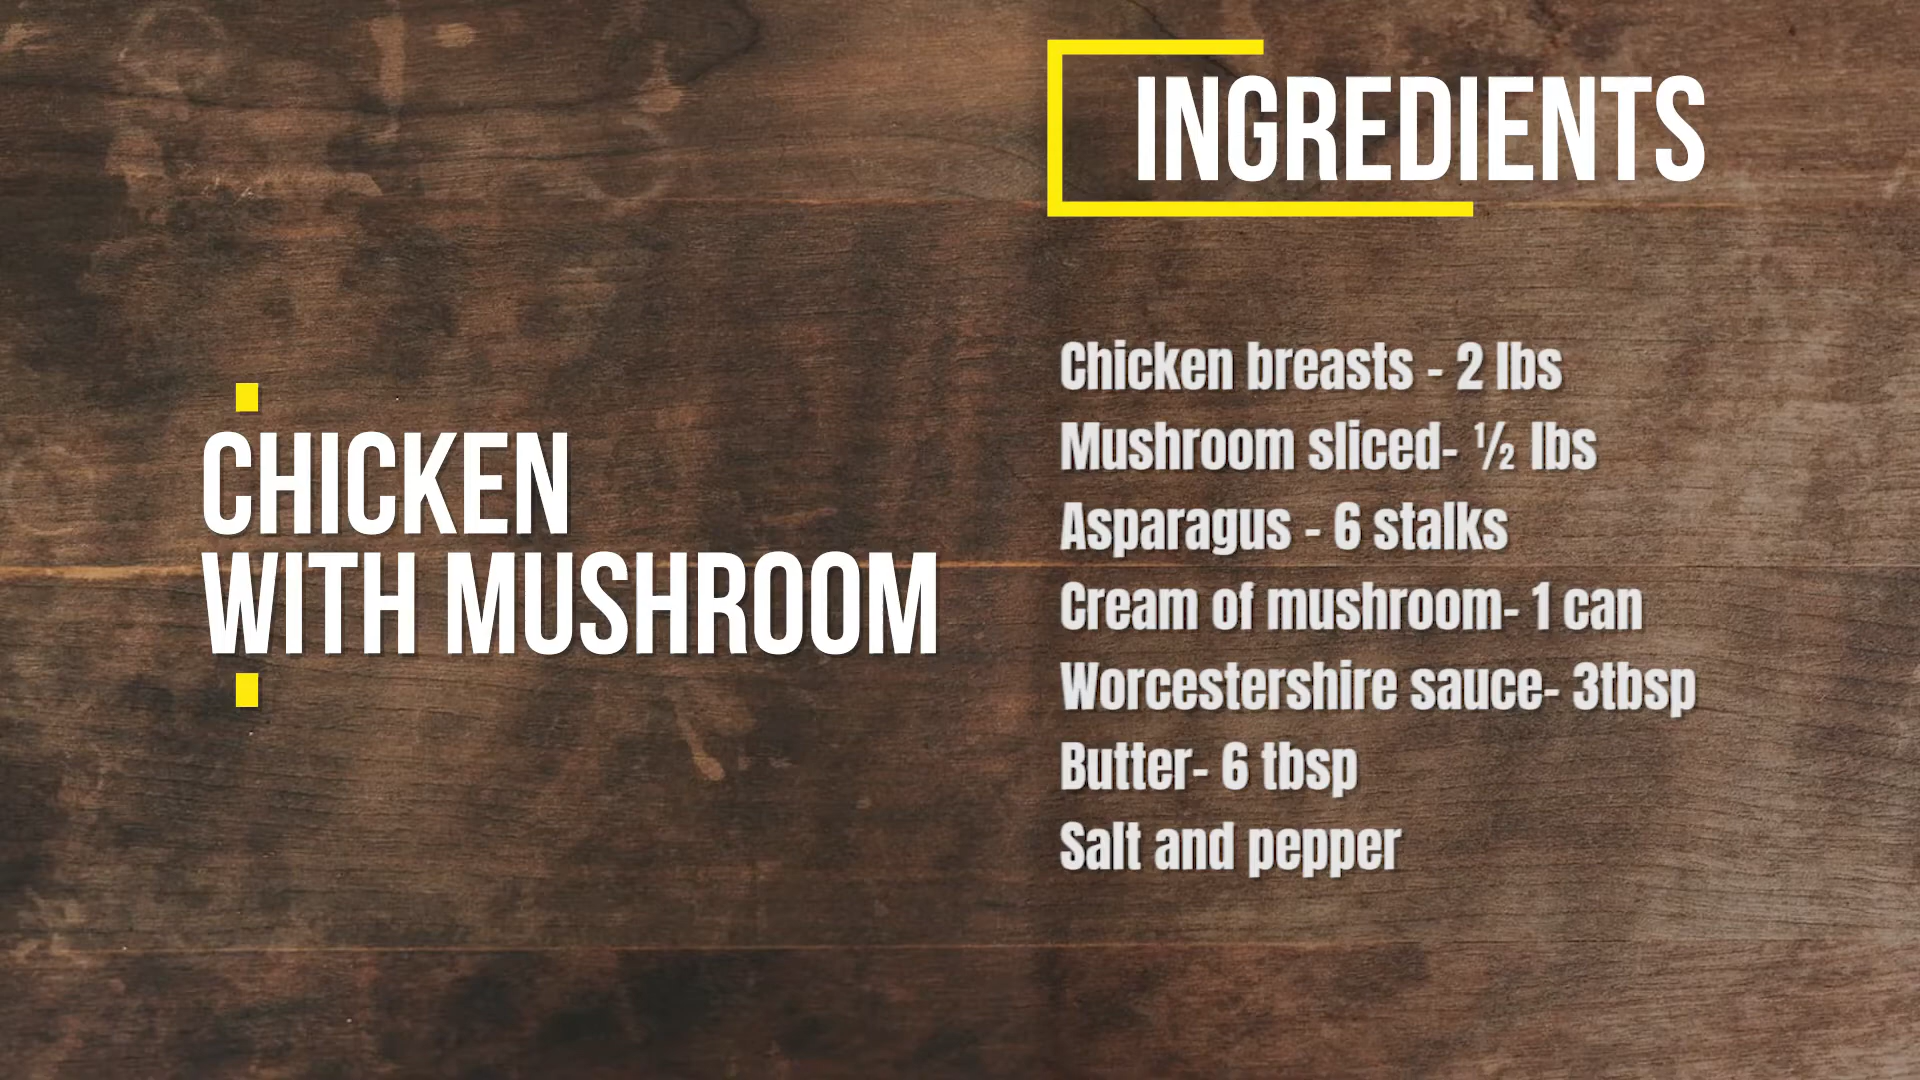 CHICKEN
WITH MUSHROOM
INGREDIENTS
Chicken breasts - 2 lbs
Mushroom sliced- ½ lbs
Asparagus - 6 stalks
Cream of mushroom- 1 can
Worcestershire sauce- 3tbsp
Butter- 6 tbsp
Salt and pepper